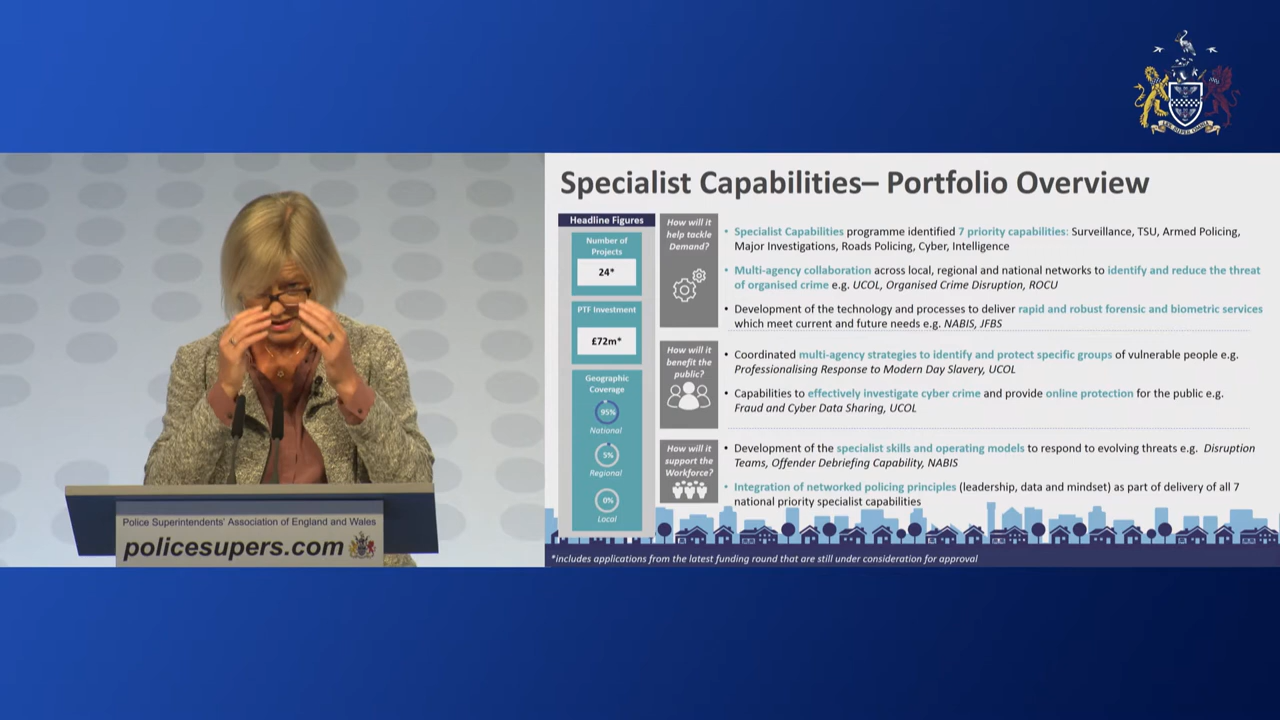 Specialist Capabilities– Portfolio Overview
Headline Figures
Number of
Projects
24*
PTF Investment
£72m*
Geographic
Coverage
95%
National
5%
Regional
0%
Local
How will it
help tackle
Demand?
• Specialist Capabilities programme identified 7 priority capabilities: Surveillance, TSU, Armed Policing,
Major Investigations, Roads Policing, Cyber, Intelligence
• Multi-agency collaboration across local, regional and national networks to identify and reduce the threat
of organised crime e.g. UCOL, Organised Crime Disruption, ROCU
• Development of the technology and processes to deliver rapid and robust forensic and biometric services
which meet current and future needs e.g. NABIS, JFBS
How will it
benefit the
public?
• Coordinated multi-agency strategies to identify and protect specific groups of vulnerable people e.g.
Professionalising Response to Modern Day Slavery, UCOL
• Capabilities to effectively investigate cyber crime and provide online protection for the public e.g.
Fraud and Cyber Data Sharing, UCOL
How will it
support the
Workforce?
• Development of the specialist skills and operating models to respond to evolving threats e.g. Disruption
Teams, Offender Debriefing Capability, NABIS
• Integration of networked policing principles (leadership, data and mindset) as part of delivery of all 7
national priority specialist capabilities
*includes applications from the latest funding round that are still under consideration for approval
Police Superintendents' Association of England and Wales
policesupers.com